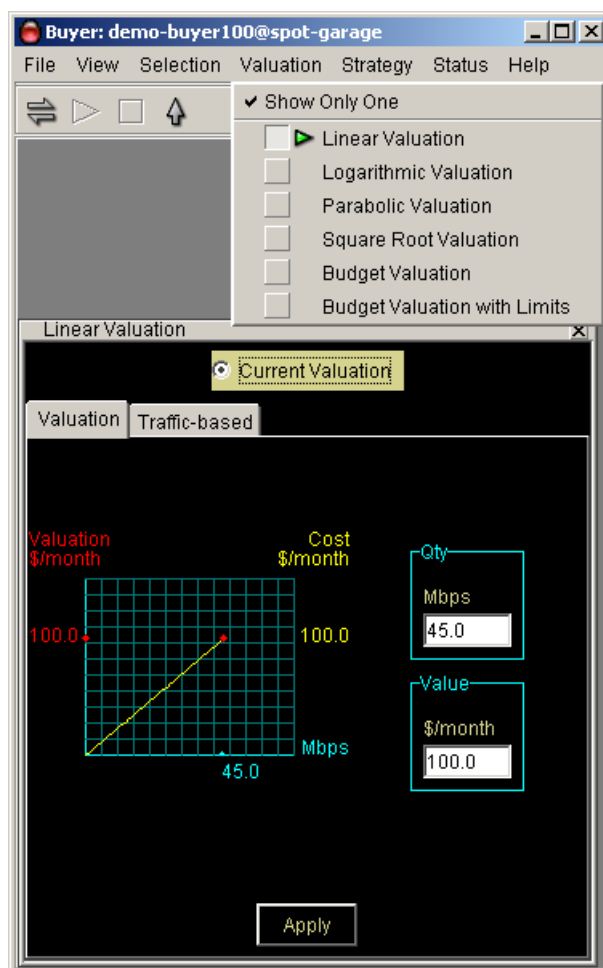 Buyer: demo-buyer100@spot-garage
File View Selection Valuation Strategy Status Help
Show Only One
Linear Valuation
Logarithmic Valuation
Parabolic Valuation
Square Root Valuation
Budget Valuation
Budget Valuation with Limits
Linear Valuation
Current Valuation
Valuation Traffic-based
Valuation
$/month
Cost
$/month
100.0
100.0
Mbps
45.0
Qty
Mbps
45.0
Value
$/month
100.0
Apply